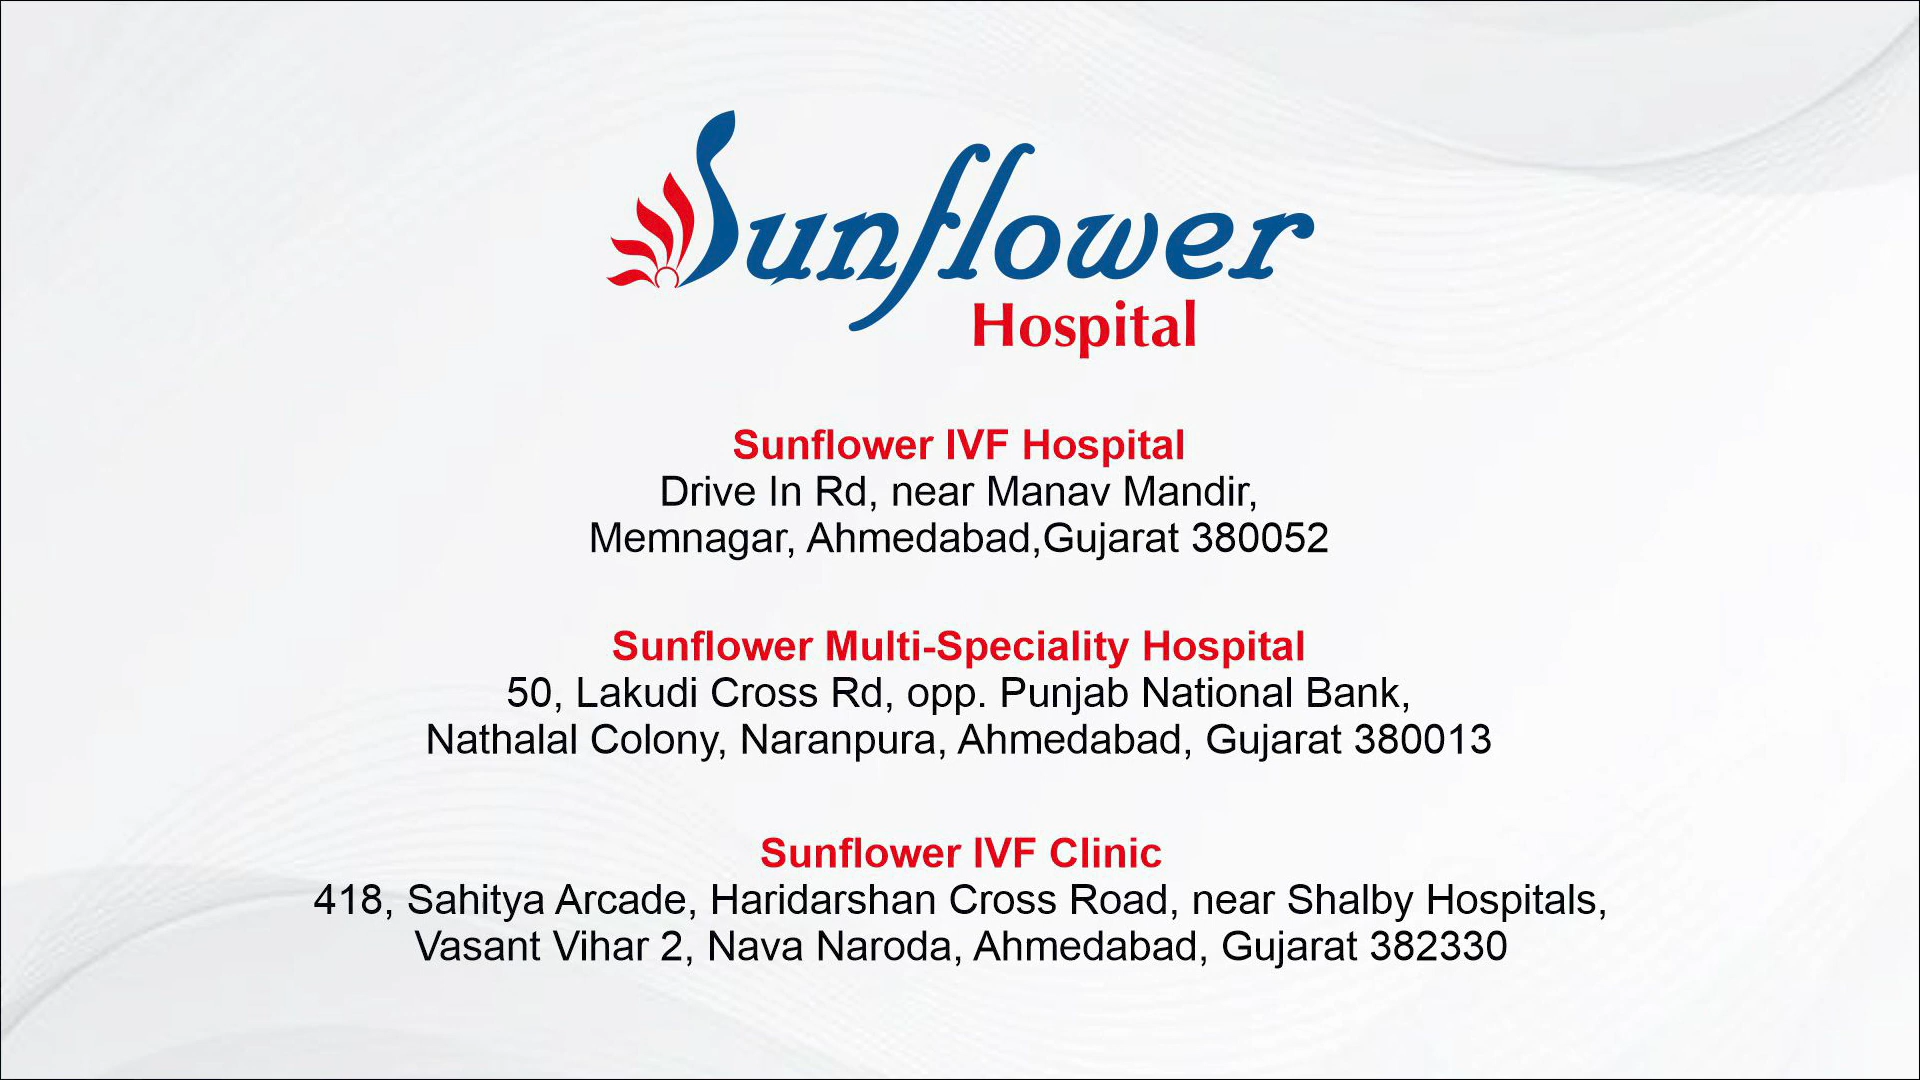 Sunflower
Hospital
Sunflower IVF Hospital
Drive In Rd, near Manav Mandir,
Memnagar, Ahmedabad,Gujarat 380052
Sunflower Multi-Speciality Hospital
50, Lakudi Cross Rd, opp. Punjab National Bank,
Nathalal Colony, Naranpura, Ahmedabad, Gujarat 380013
Sunflower IVF Clinic
418, Sahitya Arcade, Haridarshan Cross Road, near Shalby Hospitals,
Vasant Vihar 2, Nava Naroda, Ahmedabad, Gujarat 382330